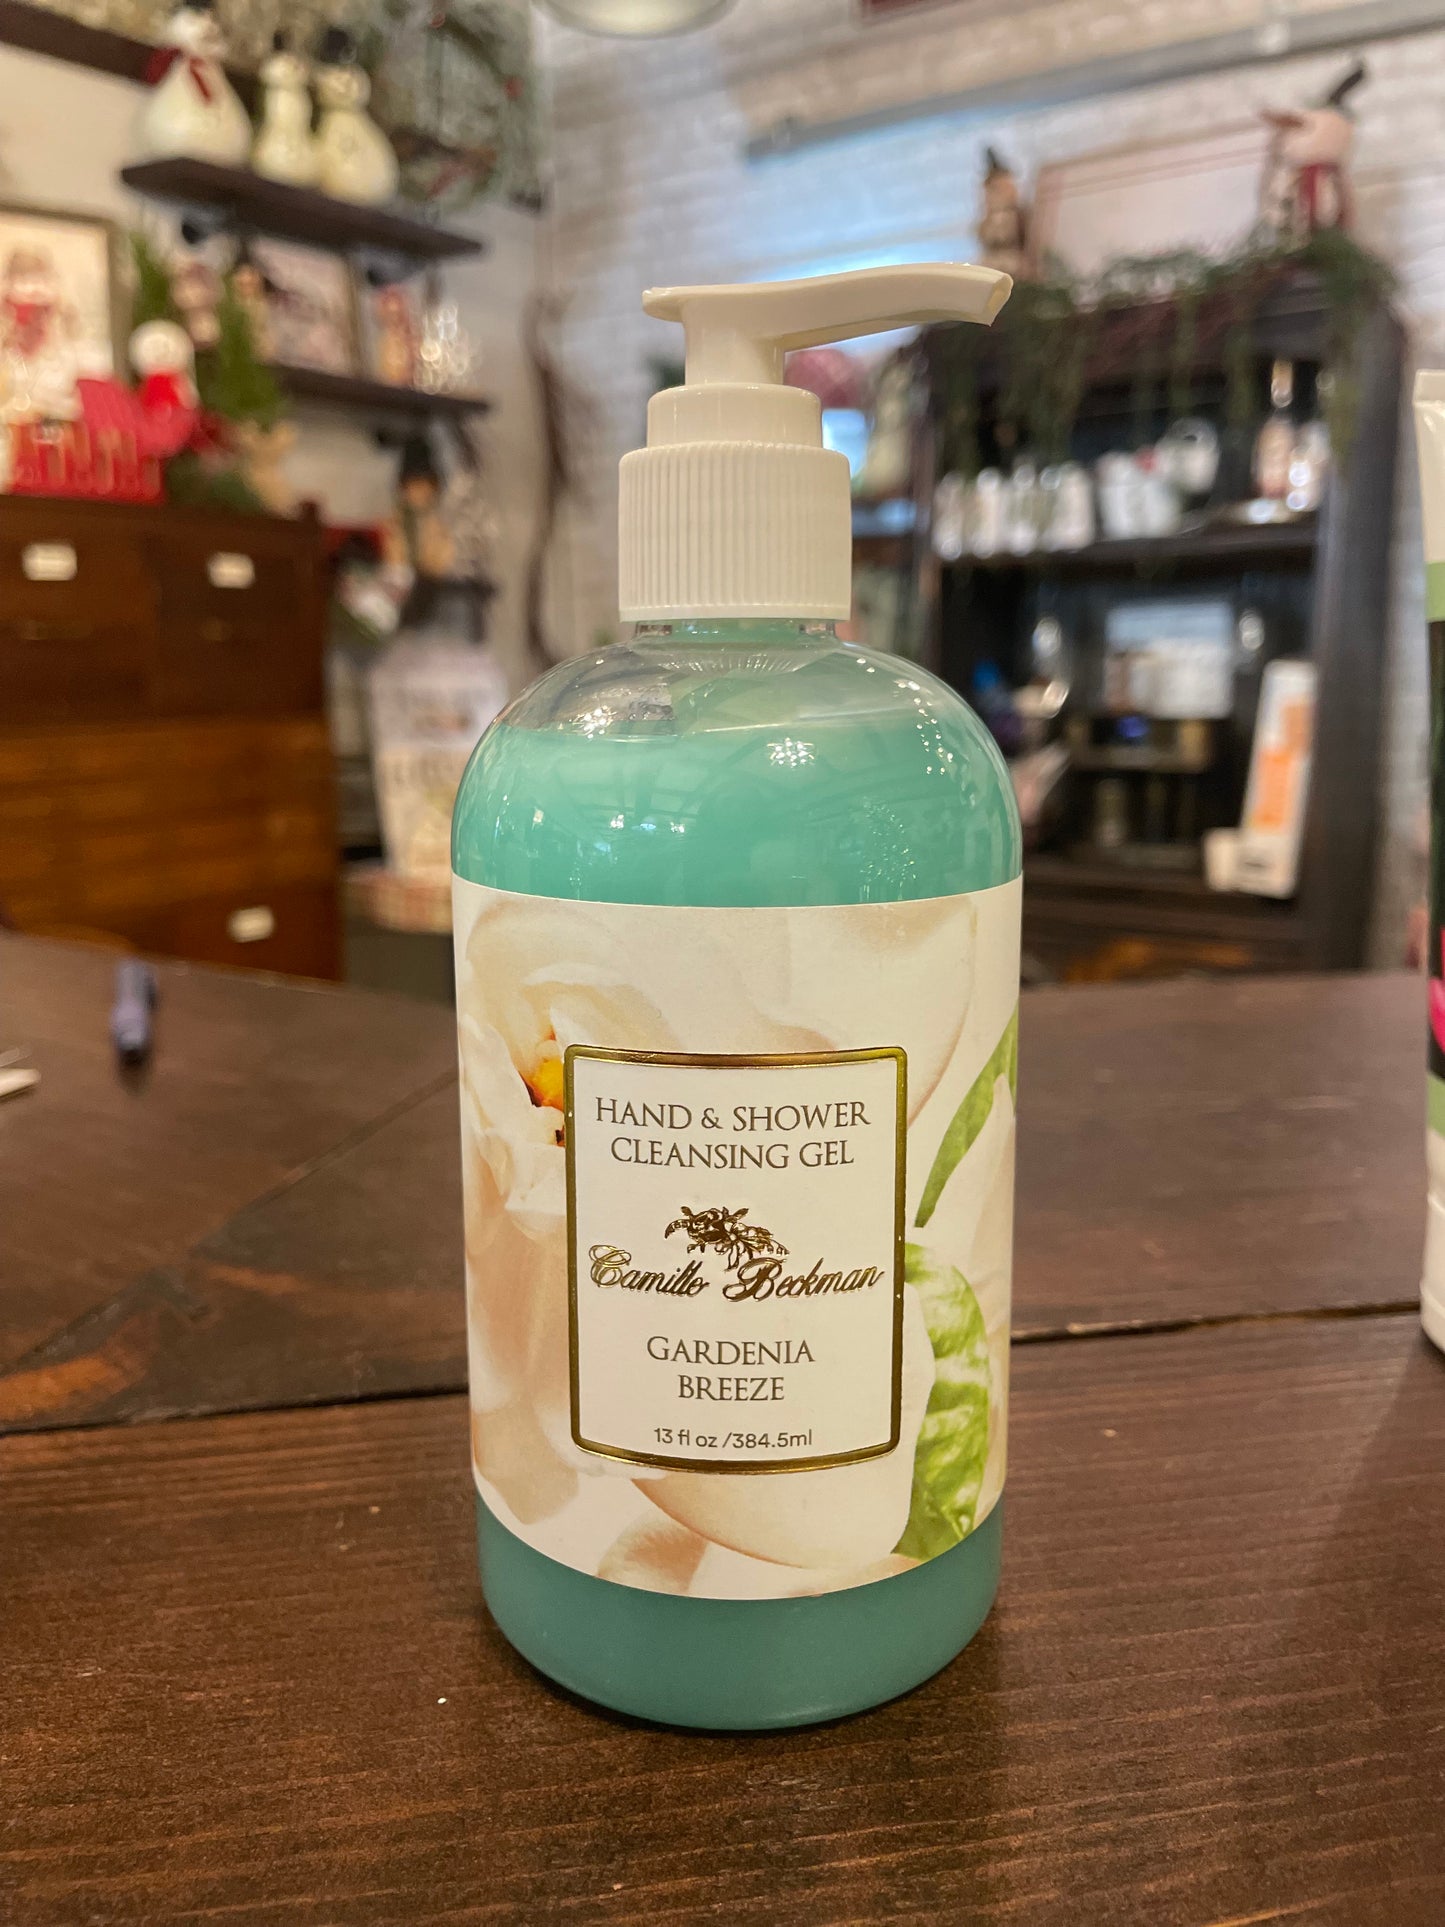 HAND & SHOWER
CLEANSING GEL
Camille Beckman
GARDENIA
BREEZE
13 fl oz /384.5ml